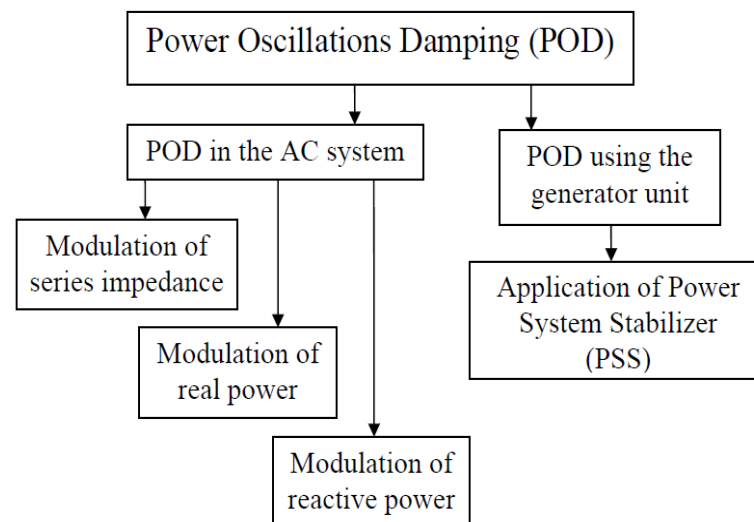 Power Oscillations Damping (POD)
POD in the AC system
POD using the
generator unit
Modulation of
series impedance
Application of Power
System Stabilizer
(PSS)
Modulation of
real power
Modulation of
reactive power